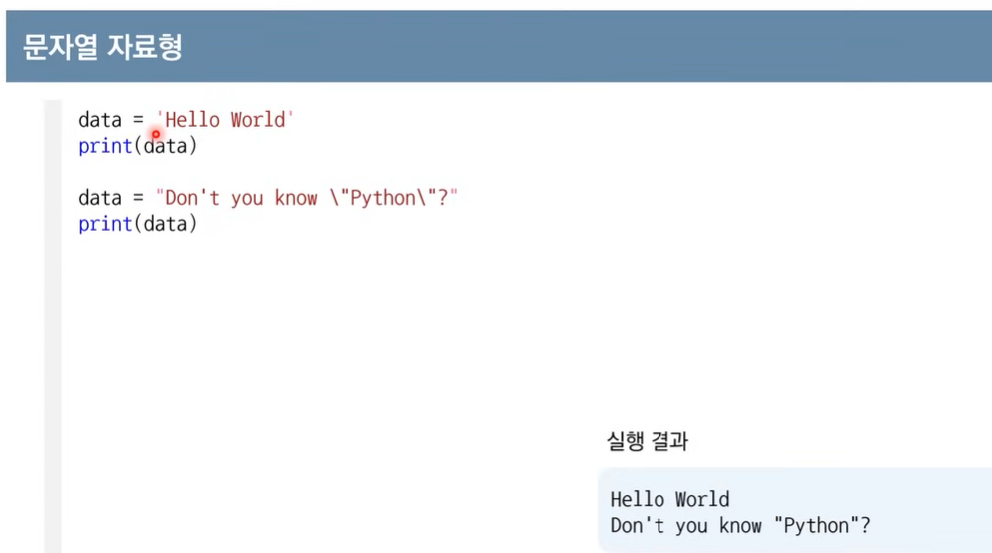 문자열 자료형
data = 'Hello World'
print(data)
data = "Don't you know \"Python\"?"
print(data)
실행 결과
Hello World
Don't you know "Python"?